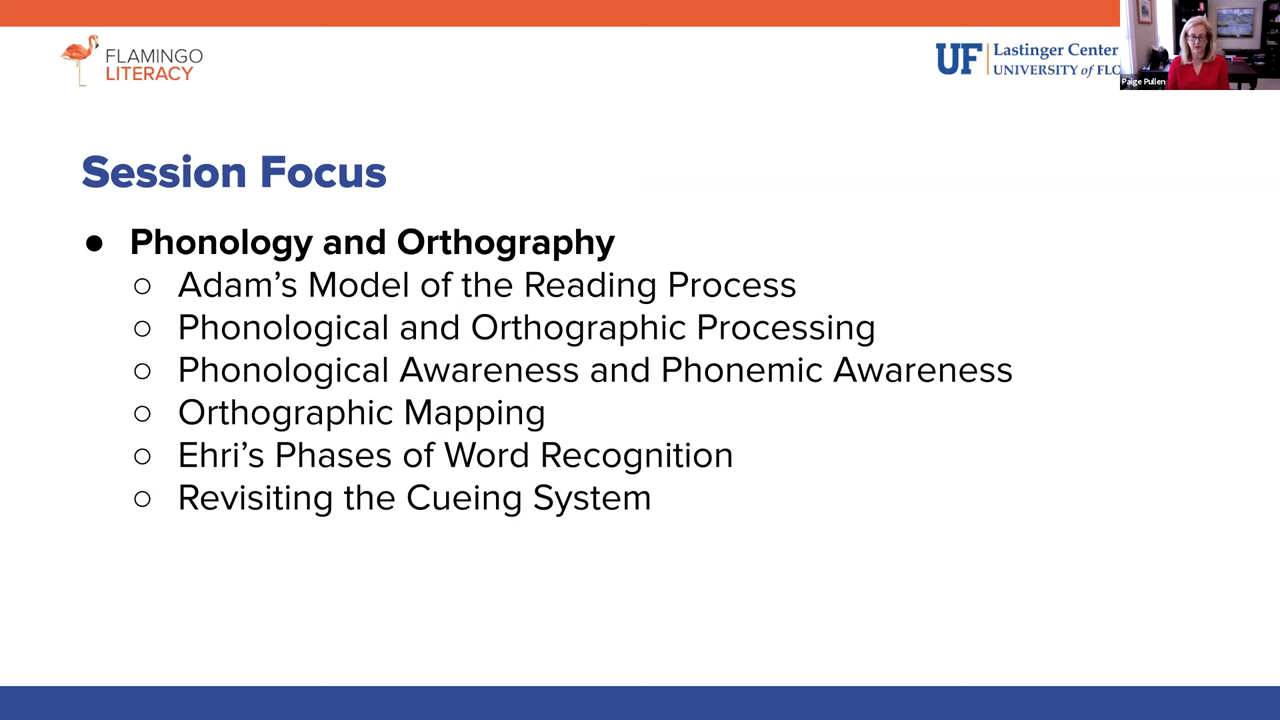 FLAMINGO
LITERACY
UF Lastinger Center
UNIVERSITY of FLO
Paige Pullen
Session Focus
● Phonology and Orthography
○ Adam’s Model of the Reading Process
○ Phonological and Orthographic Processing
○ Phonological Awareness and Phonemic Awareness
○ Orthographic Mapping
○ Ehri’s Phases of Word Recognition
○ Revisiting the Cueing System